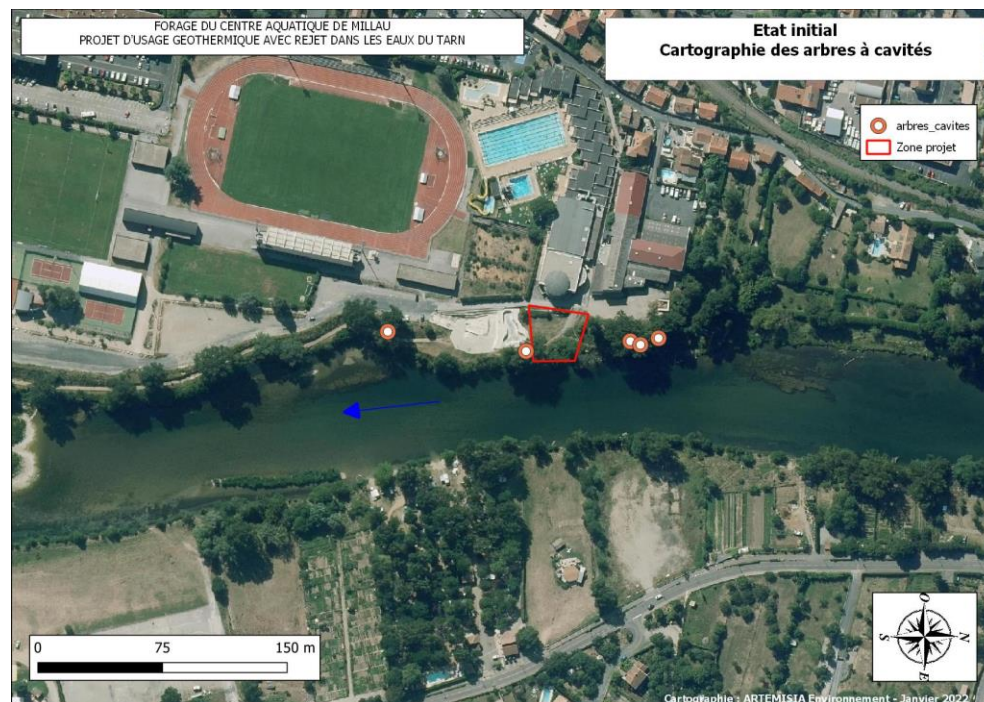 FORAGE DU CENTRE AQUATIQUE DE MILLAU
PROJET D'USAGE GEOTHERMIQUE AVEC REJET DANS LES EAUX DU TARN
Etat initial
Cartographie des arbres à cavités
arbres_cavites
Zone projet
0 75 150 m
O
S N
E
Cartographie : ARTEMISIA Environnement - Janvier 2022